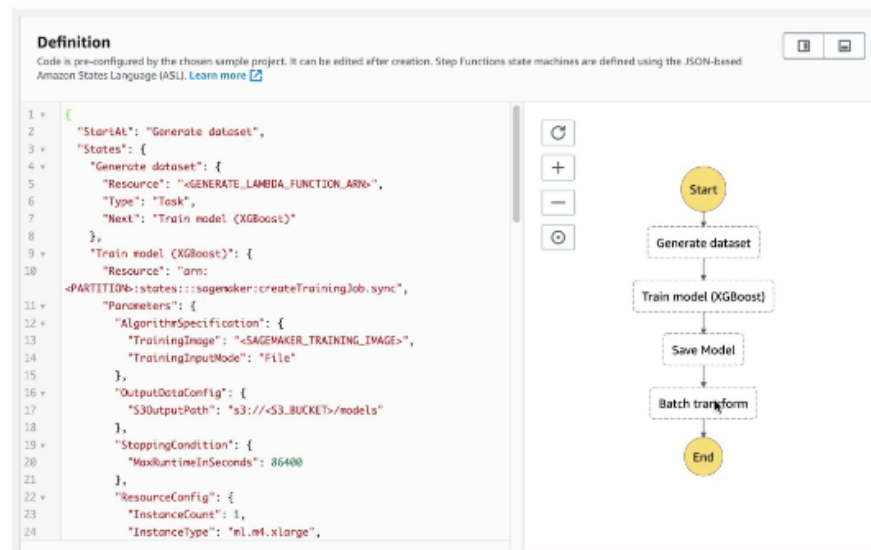 Definition
Code is pre-configured by the chosen sample project. It can be edited after creation. Step Functions state machines are defined using the JSON-based
Amazon States Language (ASL). Learn more
1 {
2 "StartAt": "Generate dataset",
3 "States": {
4 "Generate dataset": {
5 "Resource": "<GENERATE_LAMBDA_FUNCTION_ARN>",
6 "Type": "Task",
7 "Next": "Train model (XGBoost)"
8 },
9 "Train model (XGBoost)": {
10 "Resource": "arn:
<PARTITION>:states:::sagemaker:createTrainingJob.sync",
11 "Parameters": {
12 "AlgorithmSpecification": {
13 "TrainingImage": "<SAGEMAKER_TRAINING_IMAGE>",
14 "TrainingInputMode": "File"
15 },
16 "OutputDataConfig": {
17 "S3OutputPath": "s3://<S3_BUCKET>/models"
18 },
19 "StoppingCondition": {
20 "MaxRuntimeInSeconds": 86400
21 },
22 "ResourceConfig": {
23 "InstanceCount": 1,
24 "InstanceType": "ml.m4.xlarge",
Start
Generate dataset
Train model (XGBoost)
Save Model
Batch transform
End